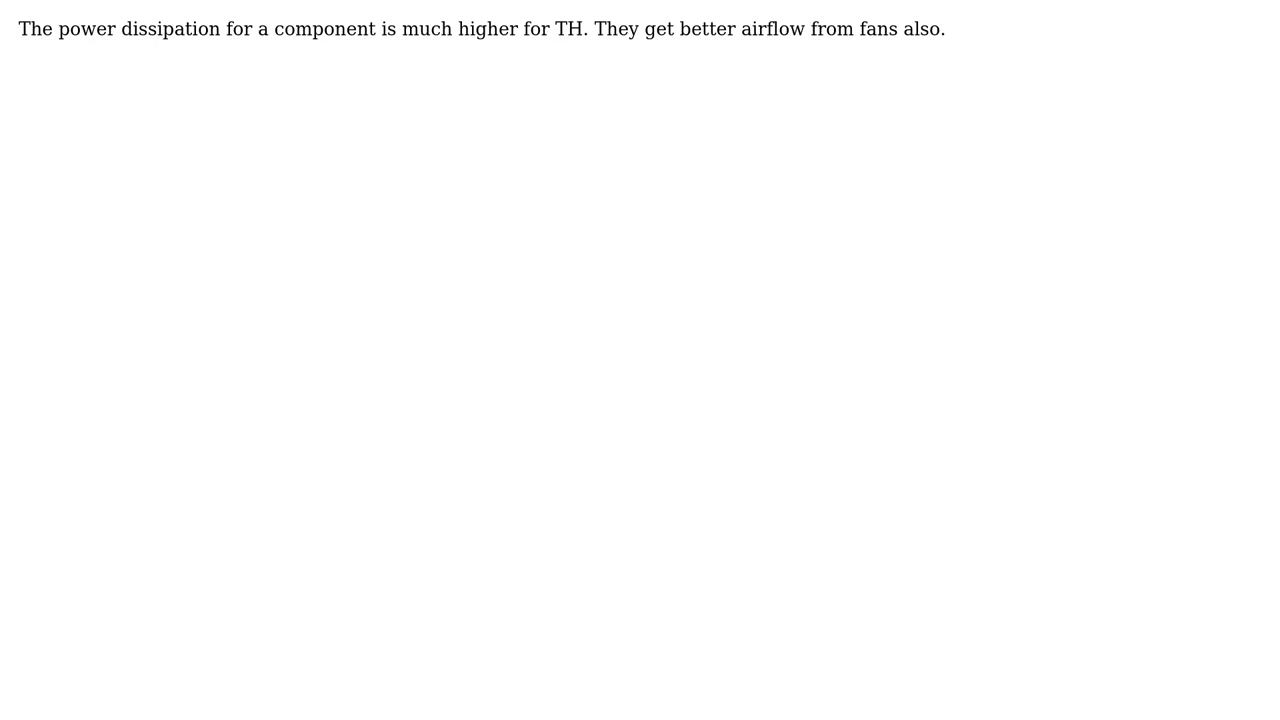 The power dissipation for a component is much higher for TH. They get better airflow from fans also.